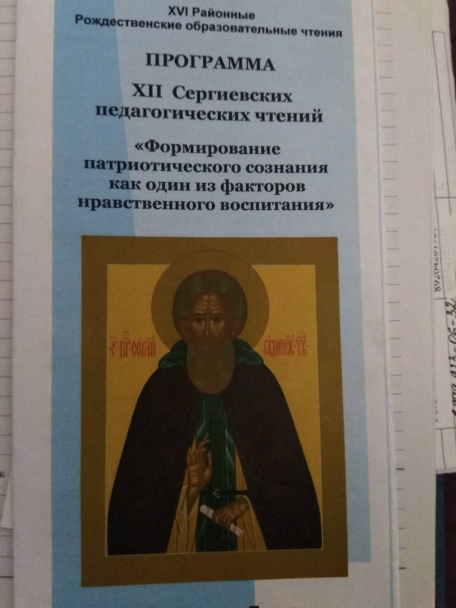 XVI Районные
Рождественские образовательные чтения
ПРОГРАММА
XII Сергиевских
педагогических чтений
«Формирование
патриотического сознания
как один из факторов
нравственного воспитания»